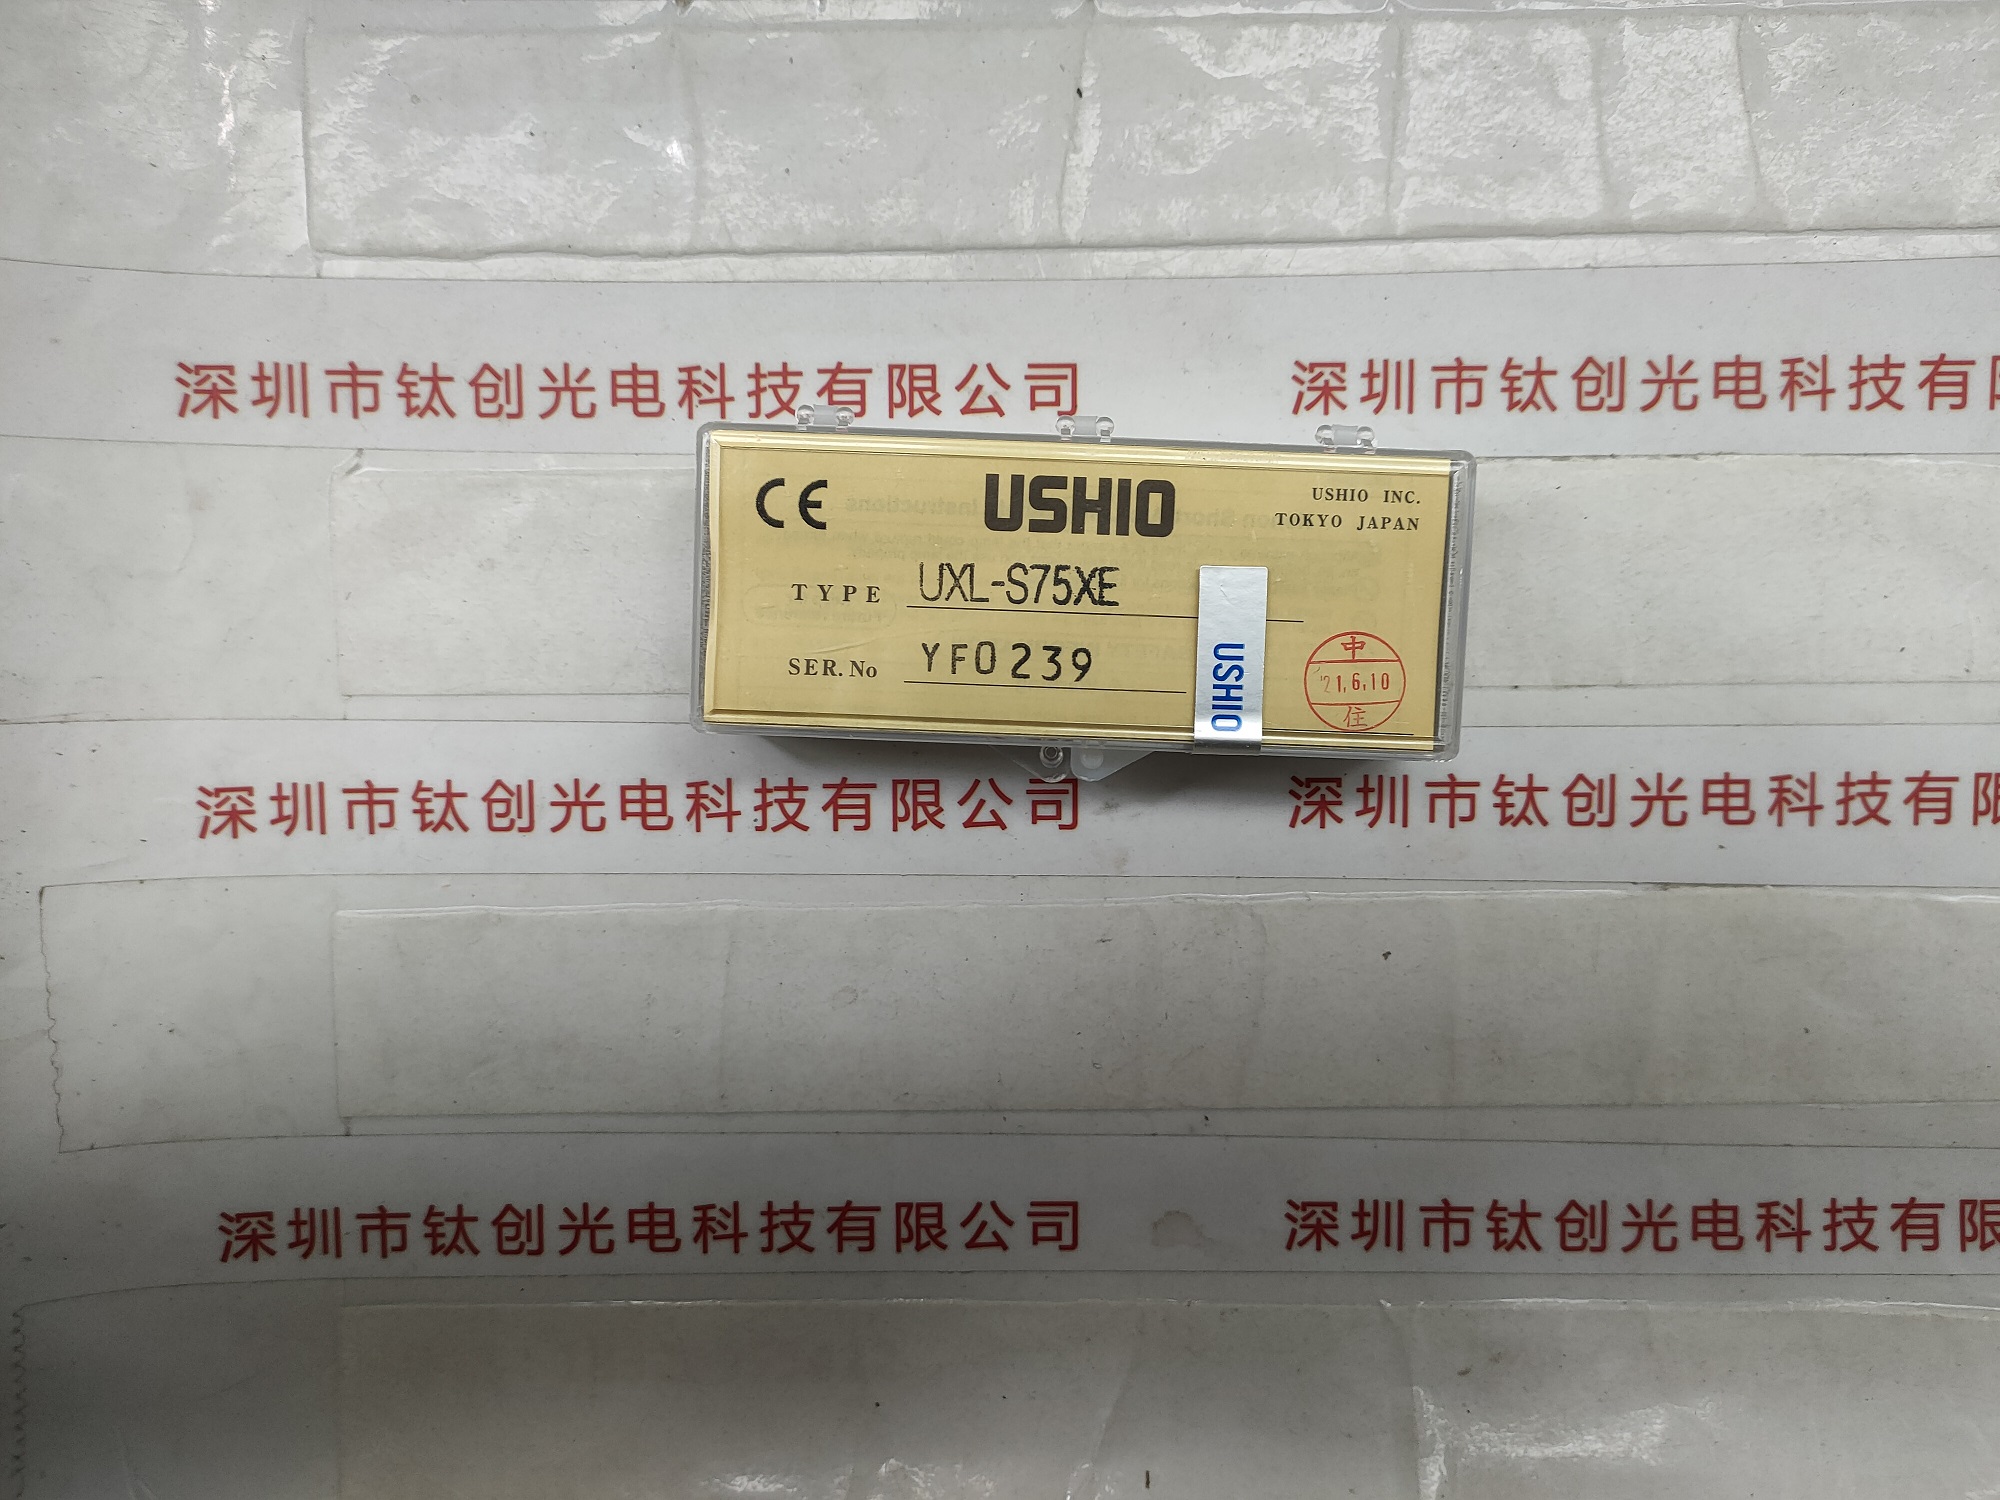 深圳市钛创光电科技有限公司 深圳市钛创光电科技有
CE USHIO USHIO INC.
TOKYO JAPAN
TYPE UXL-S75XE
SER. No YF0239
USHIO
中
'21.6.10
住
深圳市钛创光电科技有限公司 深圳市钛创光电科技有限
深圳市钛创光电科技有限公司 深圳市钛创光电科技有限